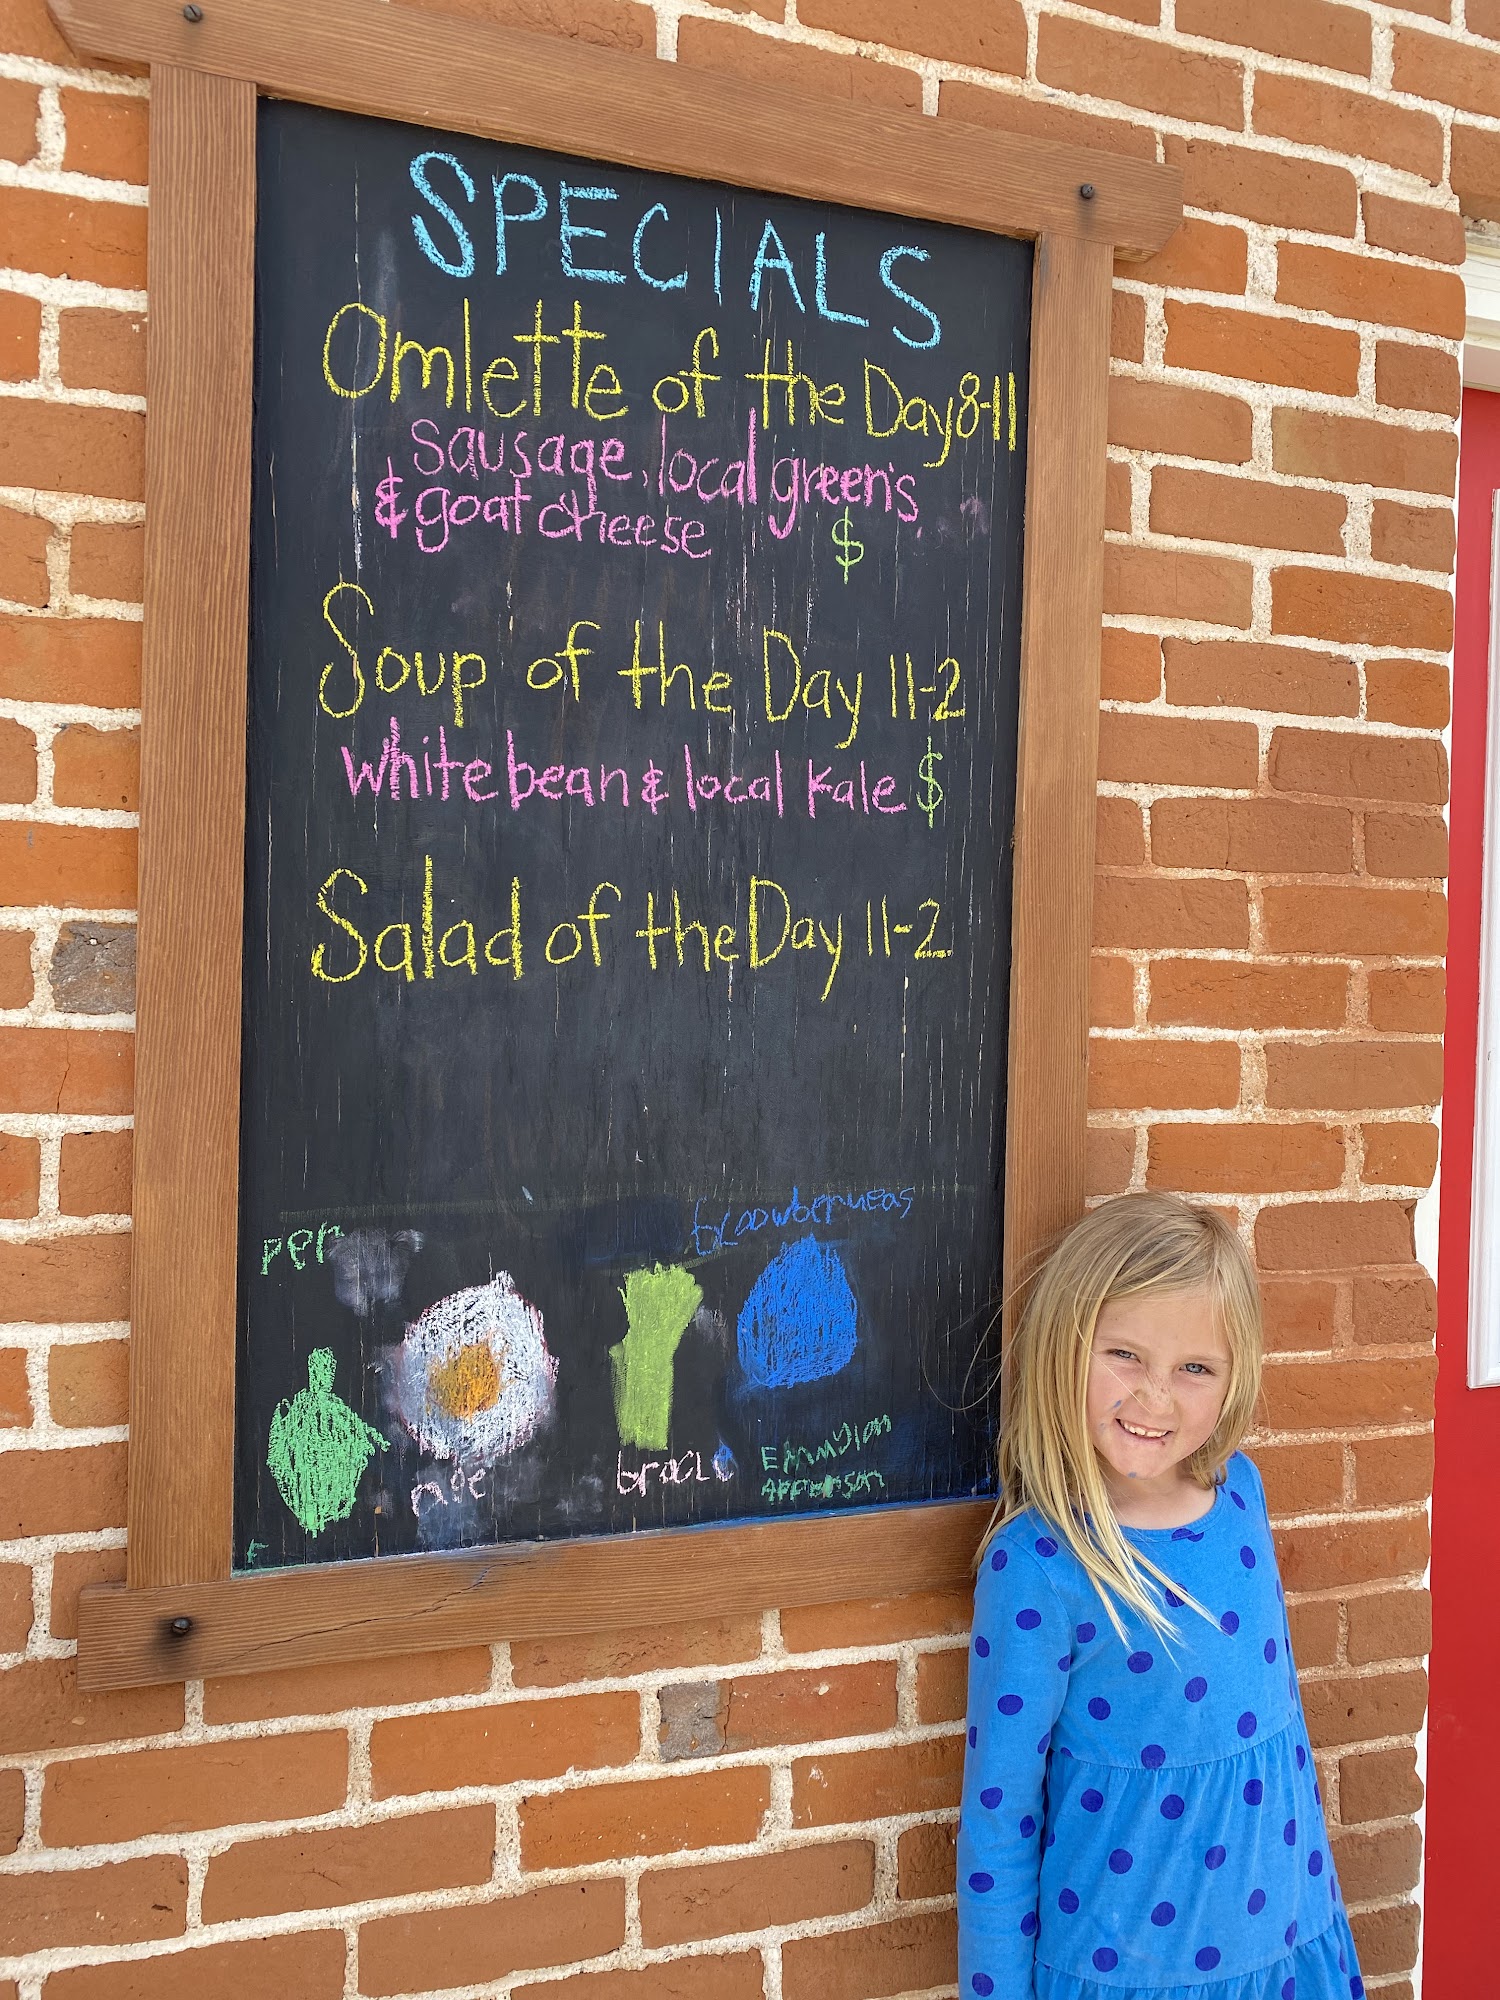 SPECIALS
Omlette of the Day 8-11
sausage, local green's
& goat cheese $
Soup of the Day 11-2
white bean & local kale $
Salad of the Day 11-2
per